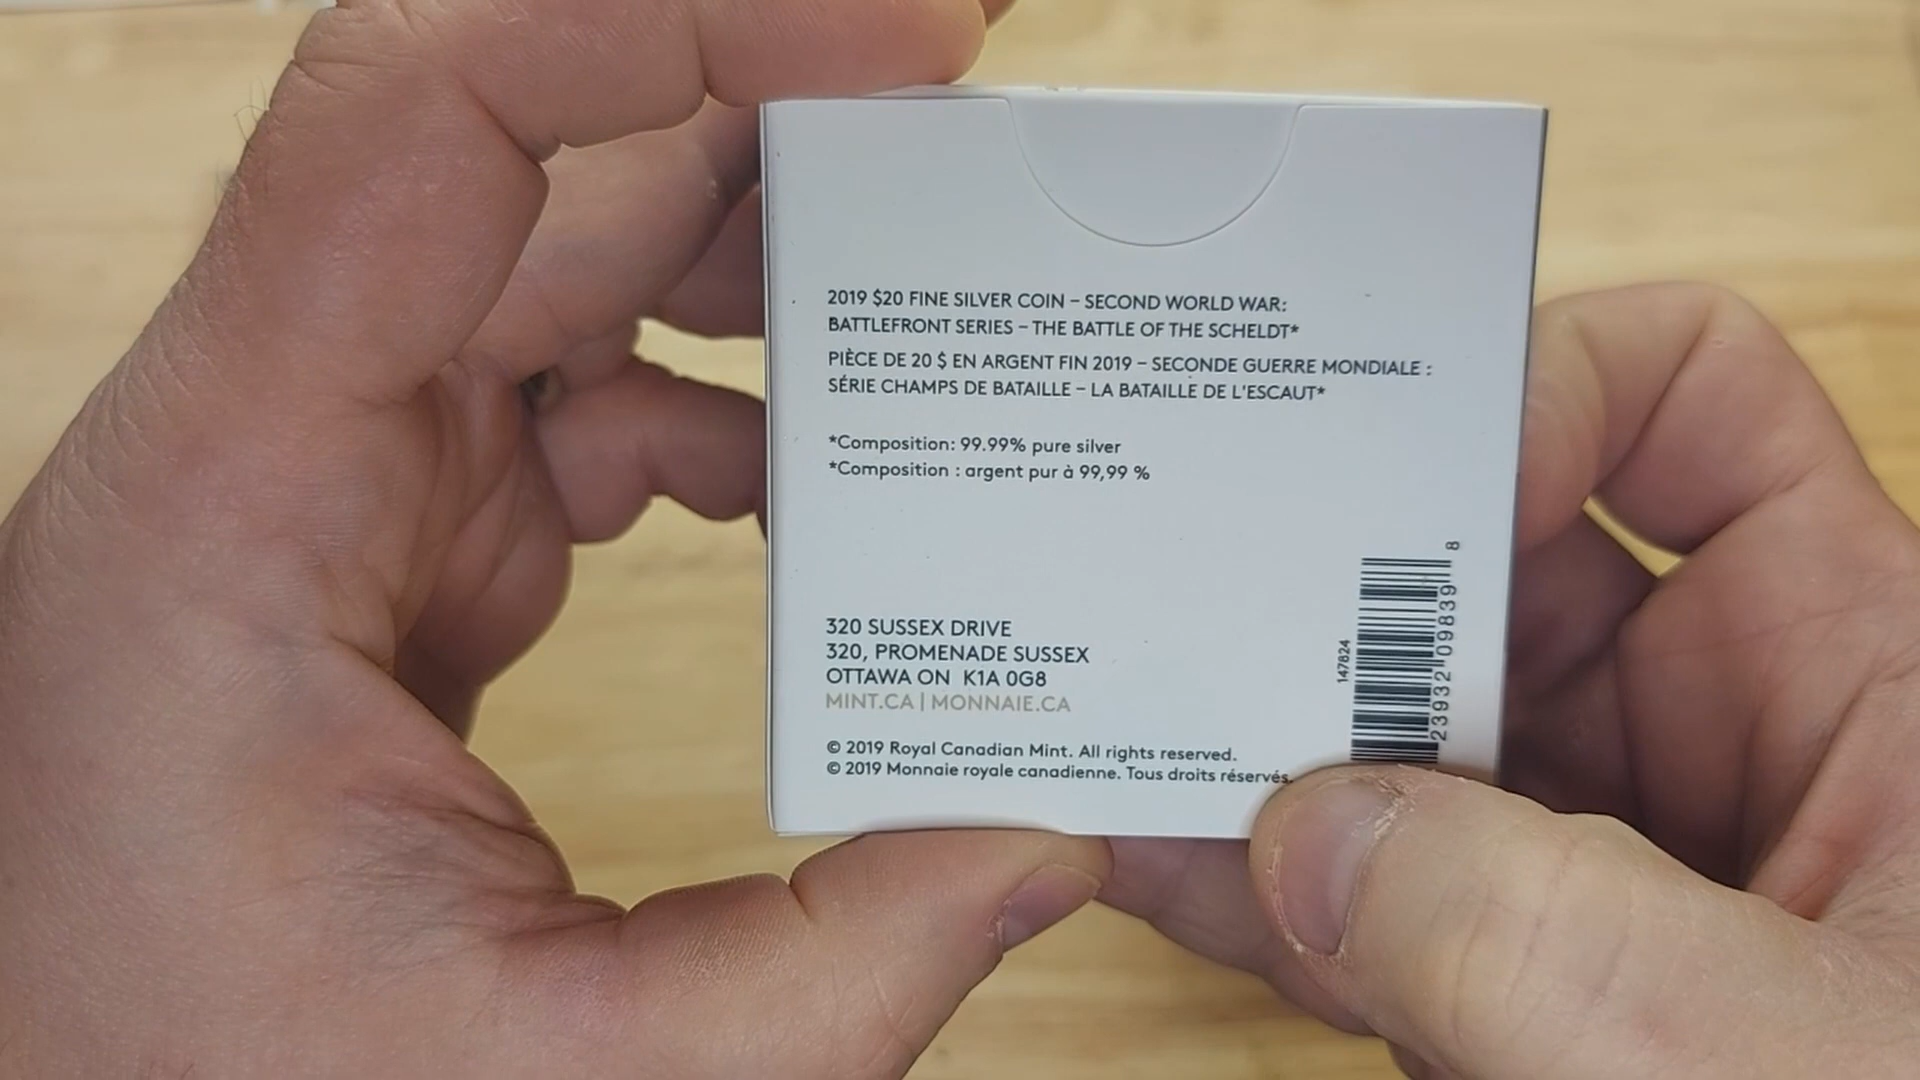 2019 $20 FINE SILVER COIN – SECOND WORLD WAR:
BATTLEFRONT SERIES – THE BATTLE OF THE SCHELDT*
PIÈCE DE 20 $ EN ARGENT FIN 2019 – SECONDE GUERRE MONDIALE :
SÉRIE CHAMPS DE BATAILLE – LA BATAILLE DE L'ESCAUT*
*Composition: 99.99% pure silver
*Composition : argent pur à 99,99 %
320 SUSSEX DRIVE
320, PROMENADE SUSSEX
OTTAWA ON  K1A 0G8
MINT.CA | MONNAIE.CA
© 2019 Royal Canadian Mint. All rights reserved.
© 2019 Monnaie royale canadienne. Tous droits réservés.
147824
23932 09839 8